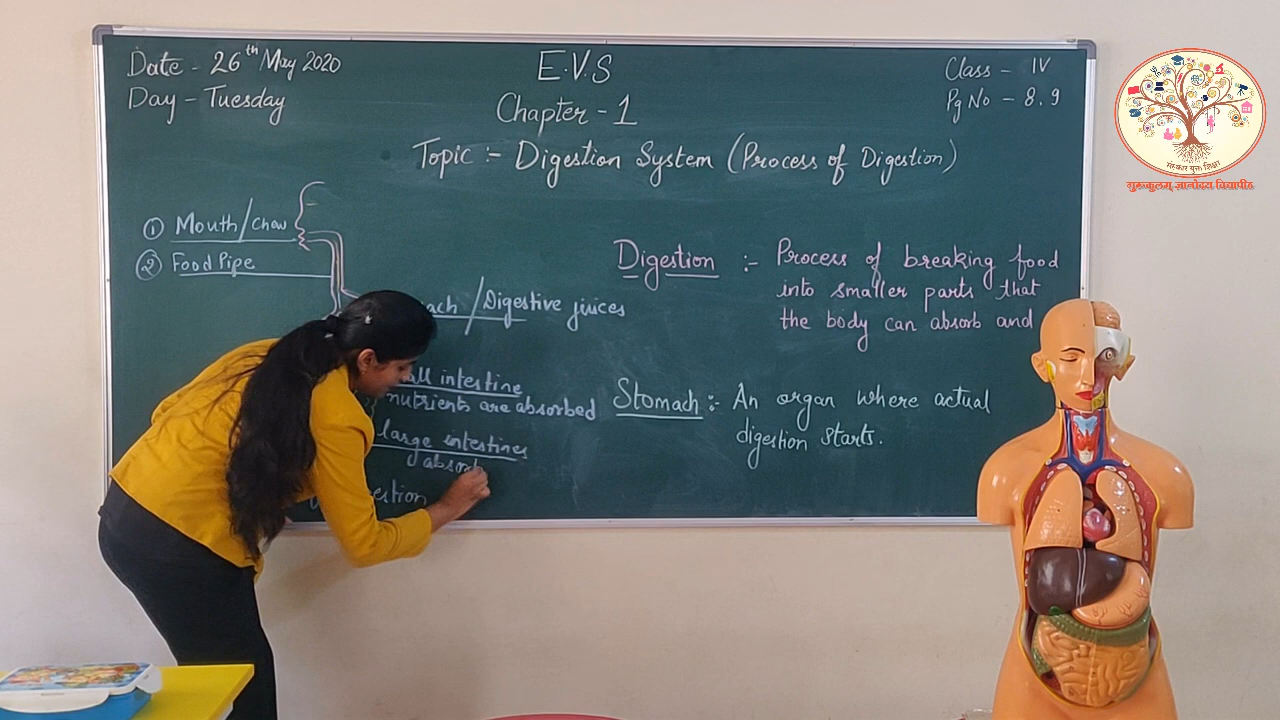 Date - 26th May 2020
Day - Tuesday
E.V.S
Chapter - 1
Class - IV
Pg No - 8.9
Topic :- Digestion System (Process of Digestion)
① Mouth/Chew
② Food Pipe
ach / Digestive juices
all intestine
nutrients are absorbed
large intestines
absorb
estion
Digestion :- Process of breaking food
into smaller parts that
the body can absorb and
Stomach :- An organ where actual
digestion starts.
संस्कार युक्त शिक्षा
गुरूकुलम् ज्ञानोदय विद्यापीठ